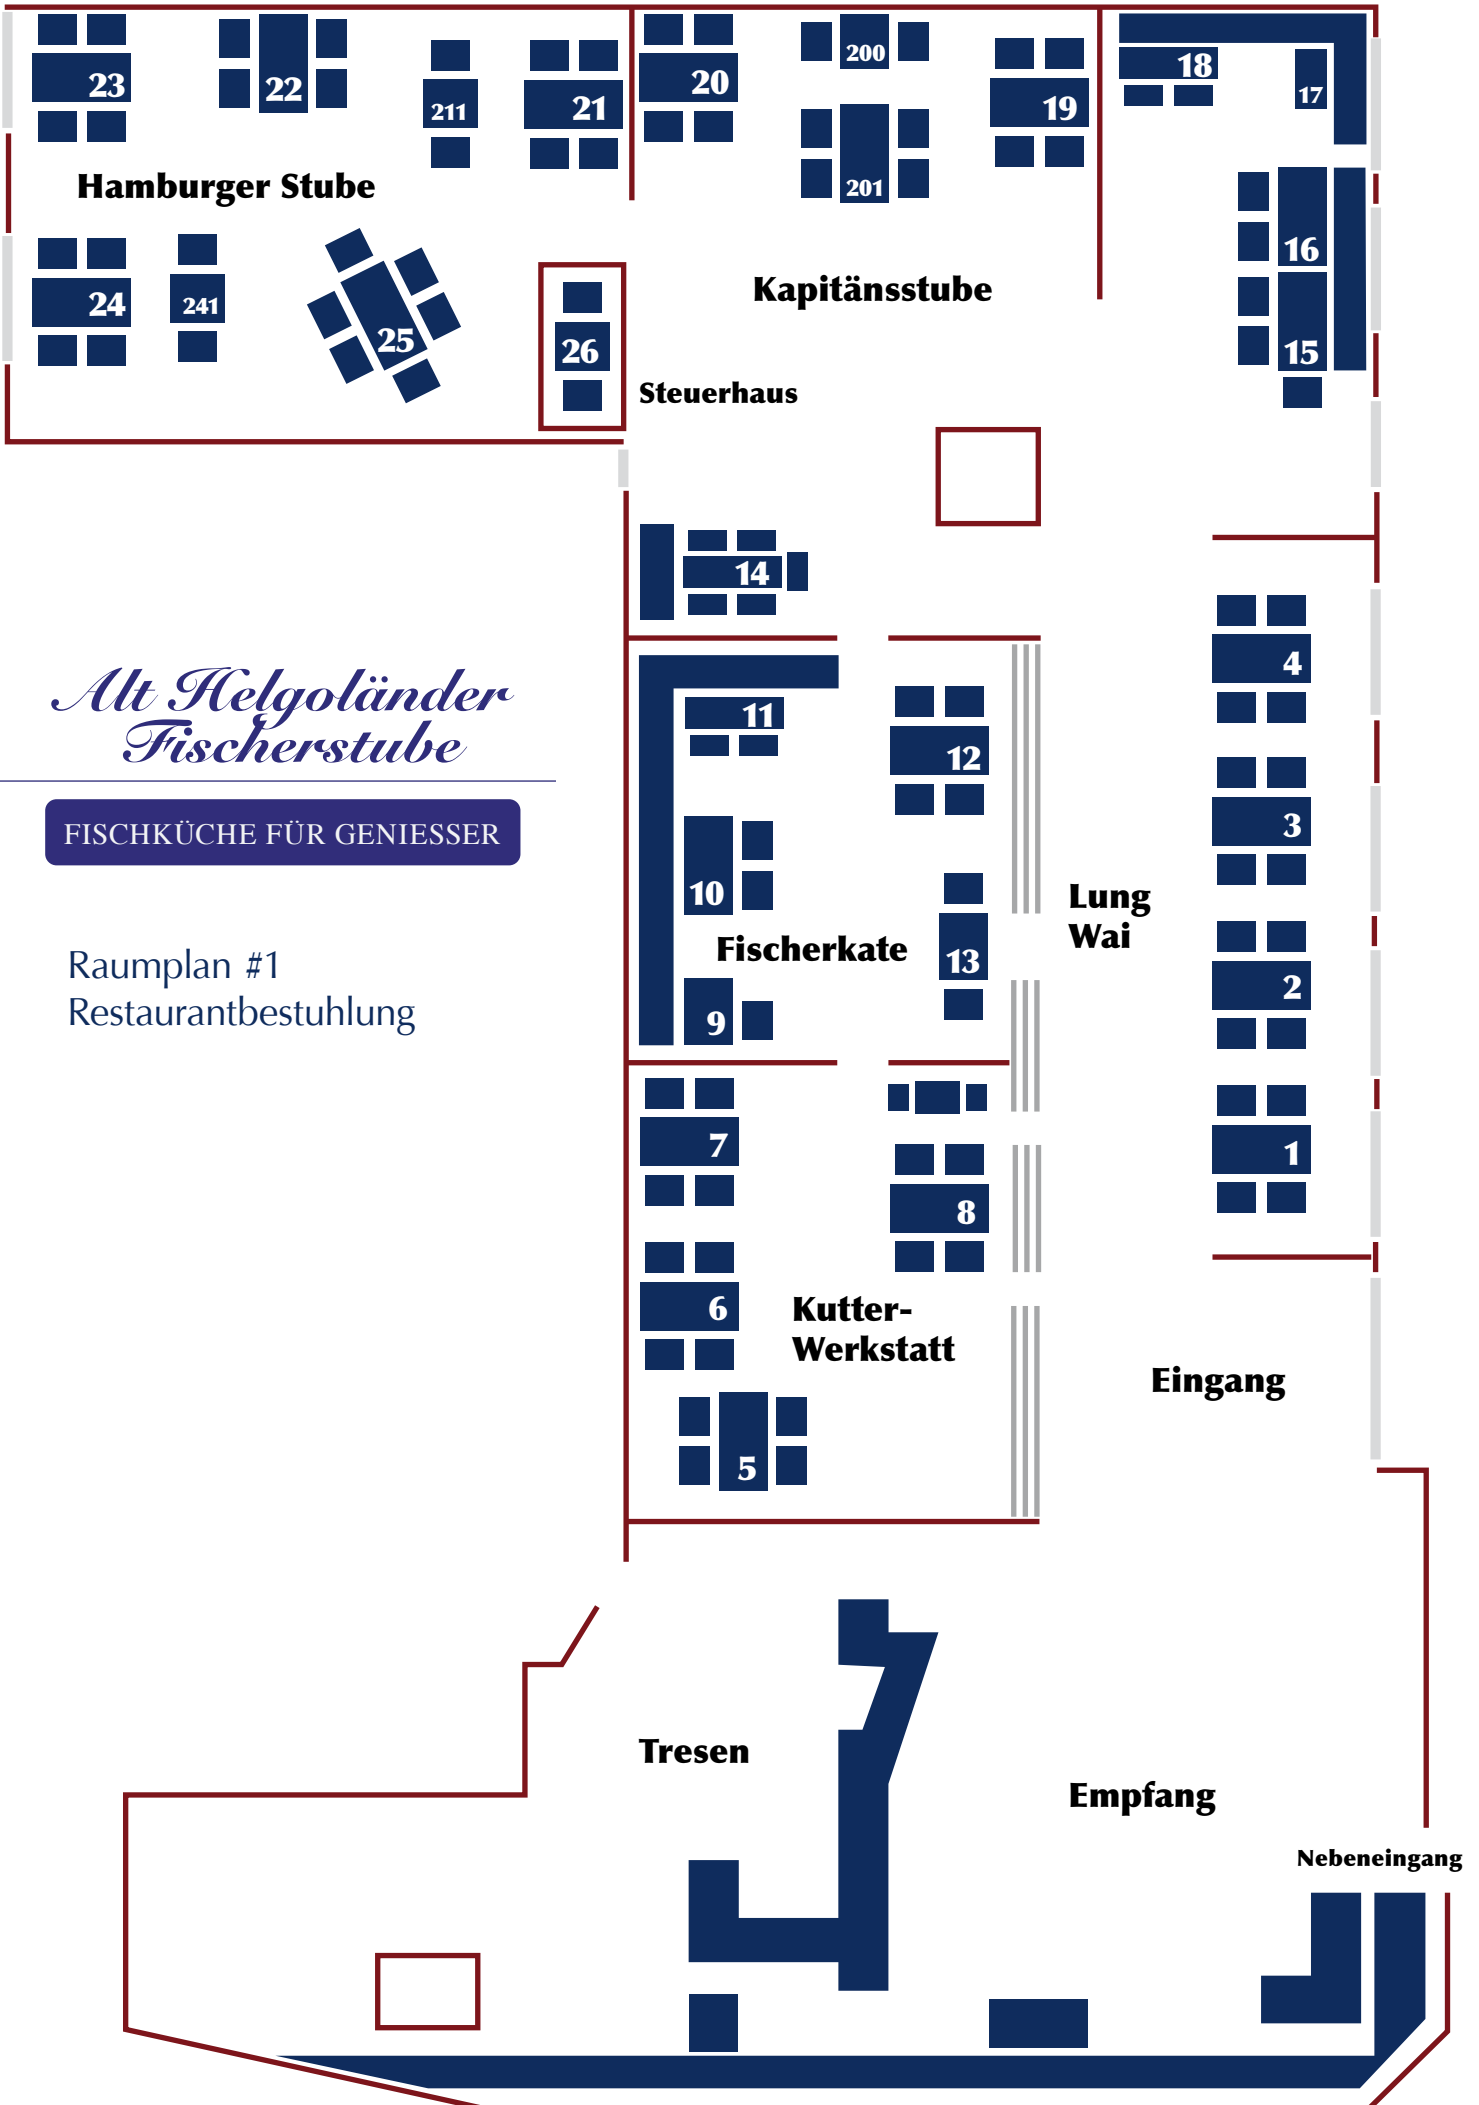 23
22
211
21
20
200
201
19
18
17
Hamburger Stube
24
241
25
26
Steuerhaus
Kapitänsstube
16
15
14
4
Alt Helgoländer
Fischerstube
FISCHKÜCHE FÜR GENIESSER
Raumplan #1
Restaurantbestuhlung
11
12
3
10
Fischerkate
13
9
Lung
Wai
2
7
8
1
6
Kutter-
Werkstatt
5
Eingang
Tresen
Empfang
Nebeneingang